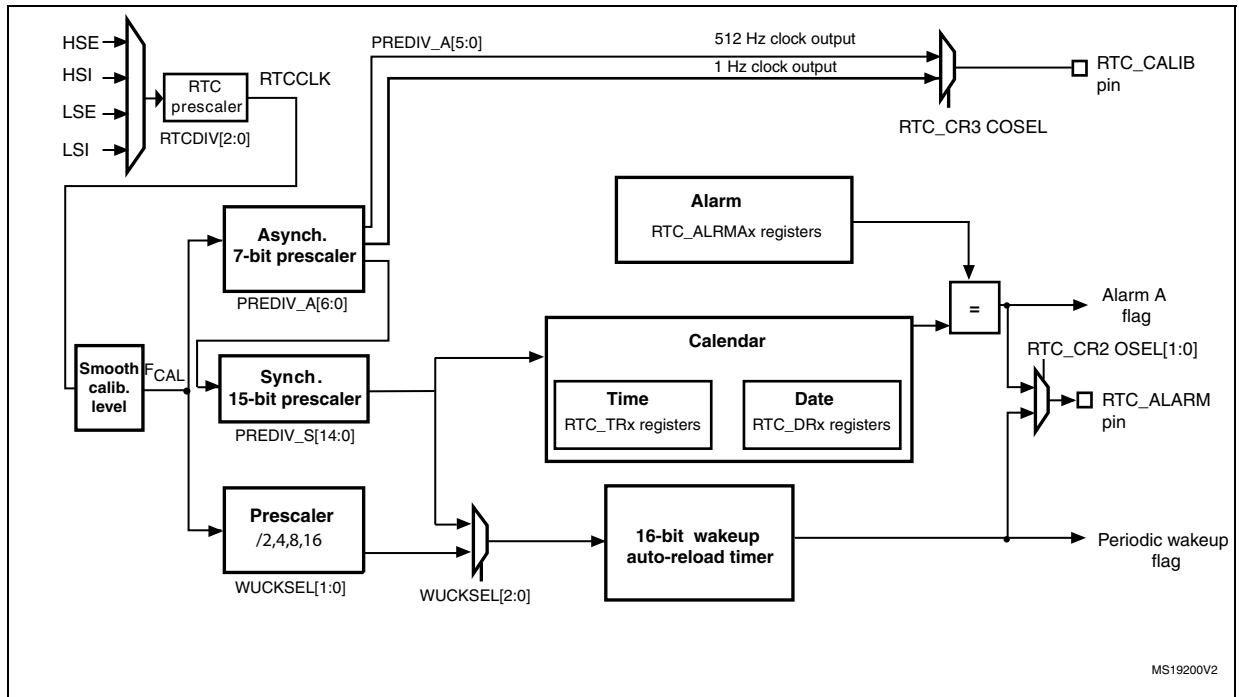 HSE
HSI
LSE
LSI
RTC
prescaler
RTCDIV[2:0]
RTCCLK
PREDIV_A[5:0]
512 Hz clock output
1 Hz clock output
RTC_CR3 COSEL
RTC_CALIB
pin
Alarm
RTC_ALRMAx registers
Asynch.
7-bit prescaler
PREDIV_A[6:0]
=
Alarm A
flag
Calendar
Time
RTC_TRx registers
Date
RTC_DRx registers
RTC_CR2 OSEL[1:0]
RTC_ALARM
pin
Smooth
calib.
level
FCAL
Synch.
15-bit prescaler
PREDIV_S[14:0]
Prescaler
/2,4,8,16
WUCKSEL[1:0]
WUCKSEL[2:0]
16-bit wakeup
auto-reload timer
Periodic wakeup
flag
MS19200V2